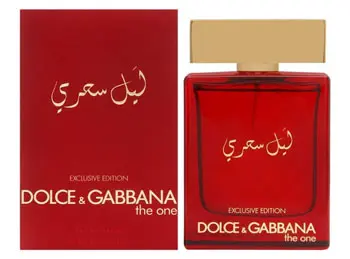 ليل سحري
EXCLUSIVE EDITION
DOLCE & GABBANA
the one
ليل سحري
EXCLUSIVE EDITION
DOLCE & GABBANA
the one